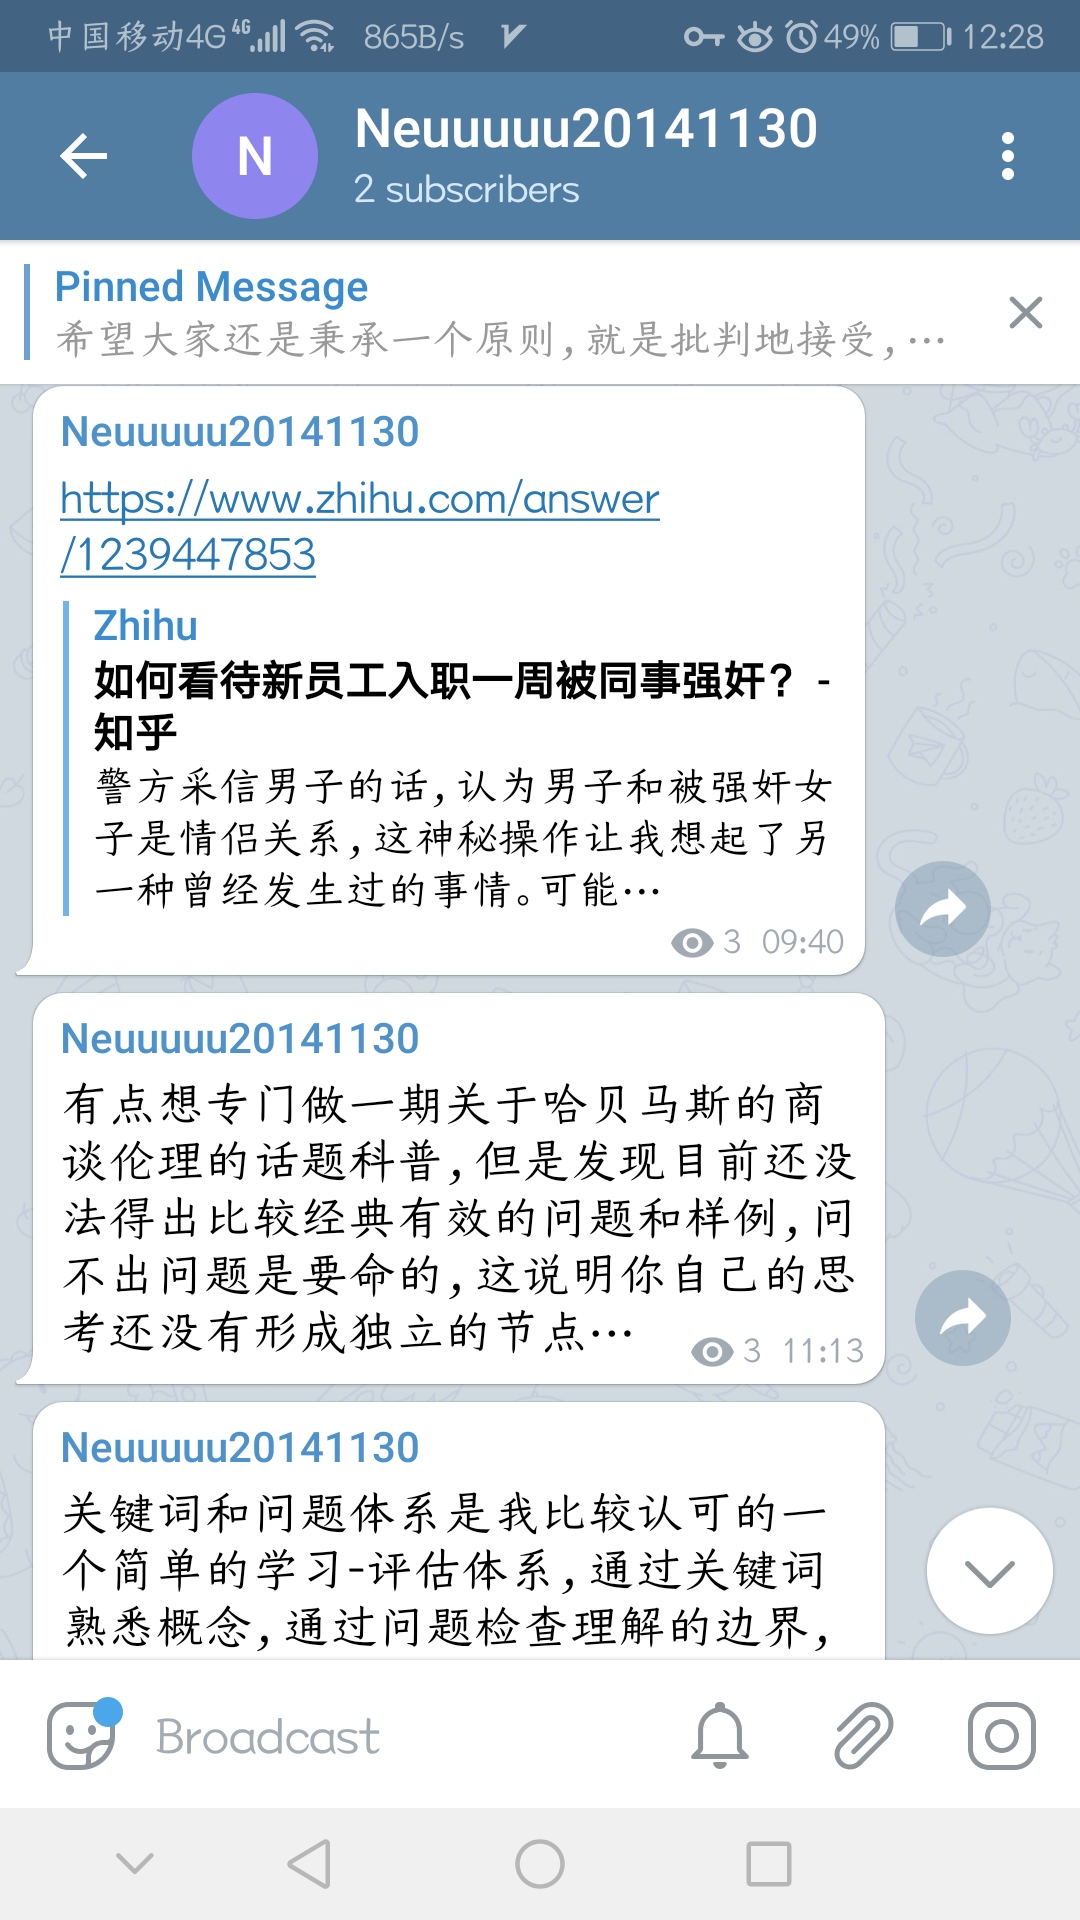 中国移动4G 4G 865B/s 49% 12:28
N
Neuuuuu20141130
2 subscribers
Pinned Message
希望大家还是秉承一个原则,就是批判地接受,…
Neuuuuu20141130
https://www.zhihu.com/answer
/1239447853
Zhihu
如何看待新员工入职一周被同事强奸？ -
知乎
警方采信男子的话,认为男子和被强奸女
子是情侣关系,这神秘操作让我想起了另
一种曾经发生过的事情。可能…
3 09:40
Neuuuuu20141130
有点想专门做一期关于哈贝马斯的商
谈伦理的话题科普,但是发现目前还没
法得出比较经典有效的问题和样例,问
不出问题是要命的,这说明你自己的思
考还没有形成独立的节点…
3 11:13
Neuuuuu20141130
关键词和问题体系是我比较认可的一
个简单的学习-评估体系,通过关键词
熟悉概念,通过问题检查理解的边界,
Broadcast